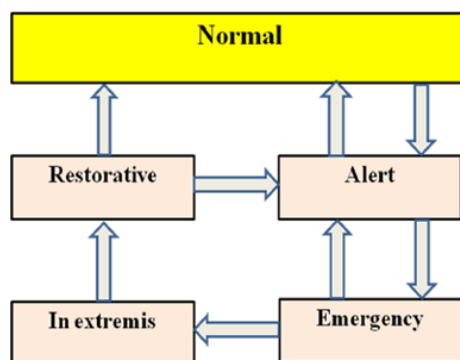 Normal
Restorative
Alert
In extremis
Emergency